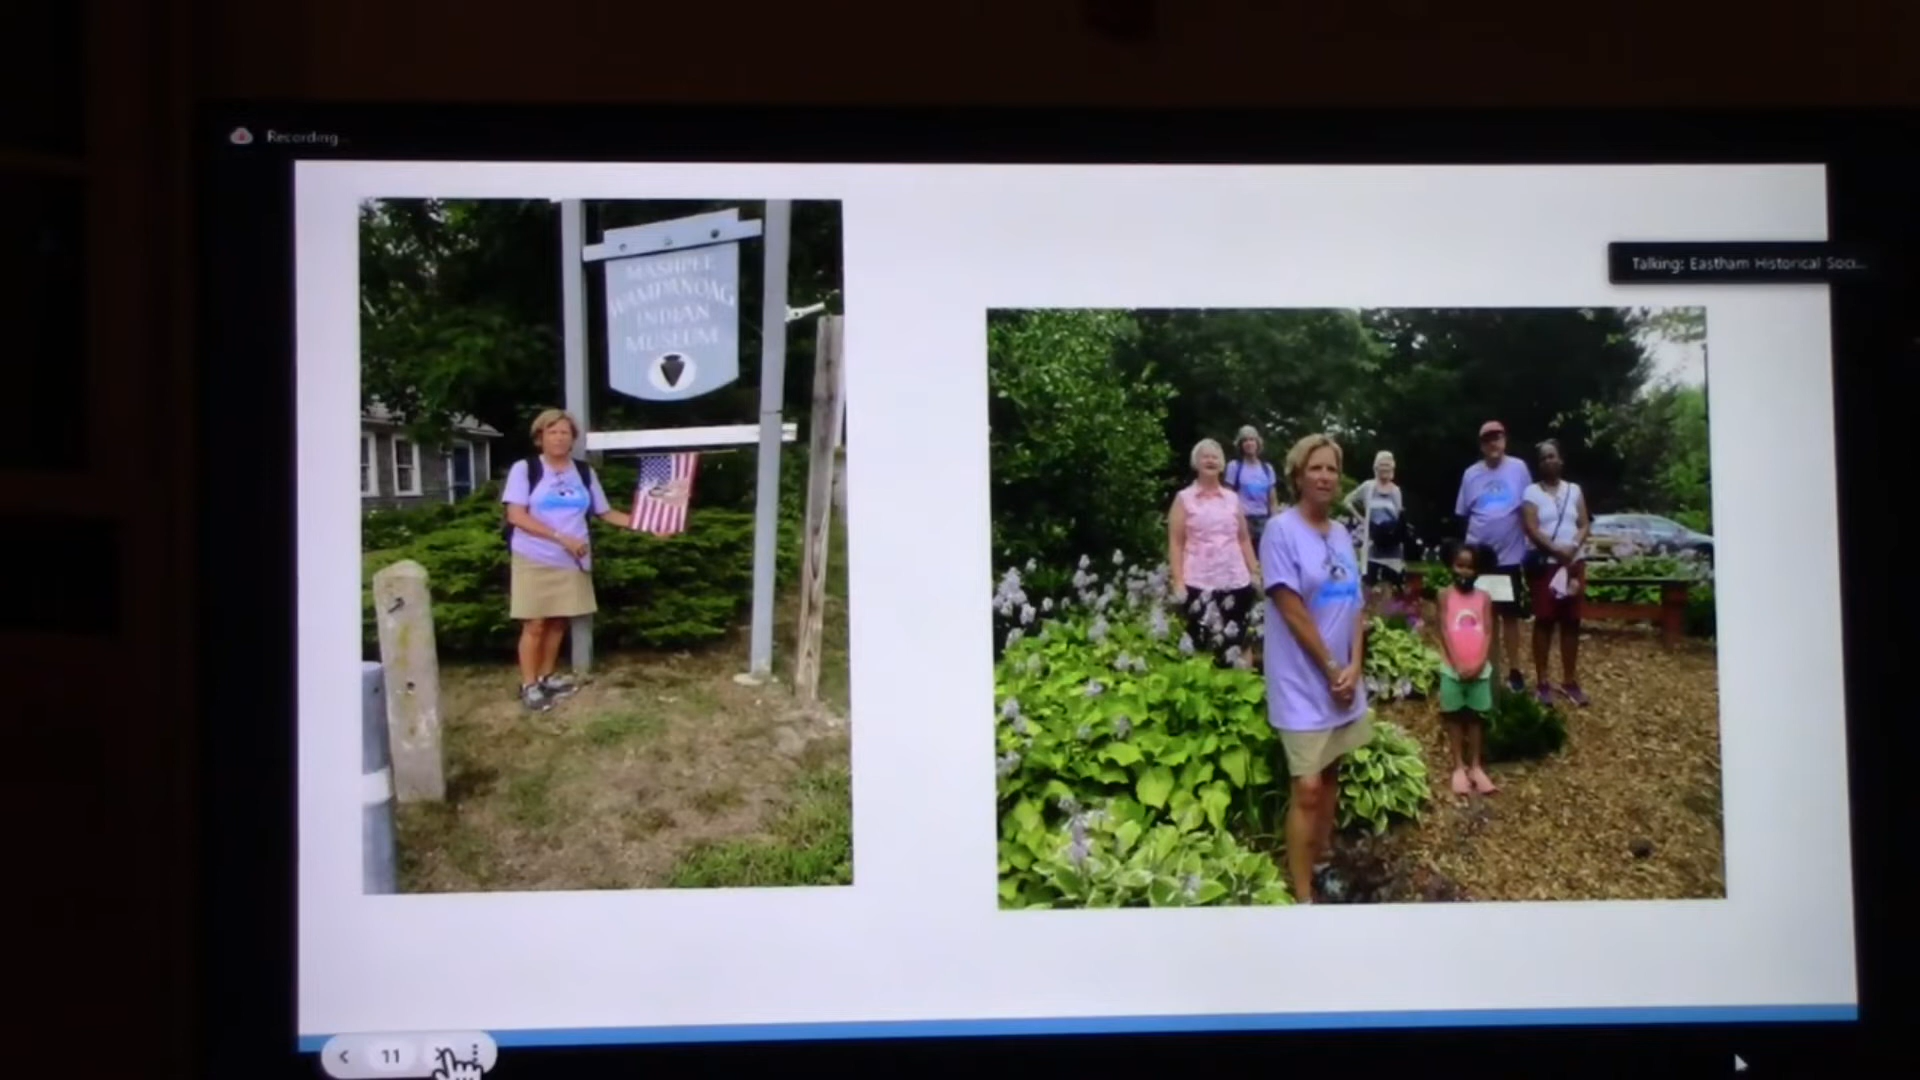 Recording...
MASHPEE
WAMPANOAG
INDIAN
MUSEUM
Talking: Eastham Historical Soci...
11